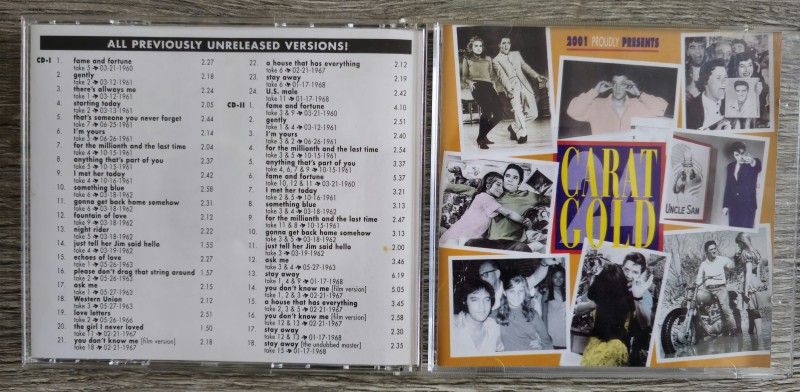 ALL PREVIOUSLY UNRELEASED VERSIONS!
CD-I 1. fame and fortune 2.27
take 5 ➔ 03-21-1960
2. gently 2.18
take 2 ➔ 03-12-1961
3. there's allways me 2.24
take 1 ➔ 03-12-1961
4. starting today 2.05
take 2 ➔ 03-13-1961
5. that's someone you never forget 2.44
take 7 ➔ 06-25-1961
6. I'm yours 2.14
take 5 ➔ 06-26-1961
7. for the millionth and the last time 2.04
take 4 ➔ 10-15-1961
8. anything that's part of you 2.37
take 5 ➔ 10-15-1961
9. I met her today 2.42
take 4 ➔ 10-16-1961
10. something blue 2.58
take 1 ➔ 03-18-1962
11. gonna get back home somehow 2.31
take 2 ➔ 03-18-1962
12. fountain of love 2.12
take 9 ➔ 03-18-1962
13. night rider 2.22
take 5 ➔ 03-18-1962
14. just tell her Jim said hello 1.55
take 4 ➔ 03-19-1962
15. echoes of love 2.27
take 1 ➔ 05-26-1963
16. please don't drag that string around 1.57
take 1 ➔ 05-26-1963
17. ask me 2.15
take 1 ➔ 05-27-1963
18. Western Union 2.12
take 3 ➔ 05-27-1963
19. love letters 2.51
take 2 ➔ 05-26-1966
20. the girl I never loved 1.50
take 11 ➔ 02-21-1967
21. you don't know me [film version] 2.18
take 18 ➔ 02-21-1967
22. a house that has everything 2.12
take 6 ➔ 02-21-1967
23. stay away 2.19
take 6 ➔ 01-17-1968
24. U.S. male 2.42
take 11 ➔ 01-17-1968
CD-II 1. fame and fortune 4.10
take 3 & 9 ➔ 03-21-1960
2. gently 2.51
take 1 & 4 ➔ 03-12-1961
3. I'm yours 2.40
take 3 & 2 ➔ 06-26-1961
4. for the millianth and the last time 2.54
take 3 & 5 ➔ 10-15-1961
5. anything that's part of you 3.37
take 4, 6, 7 & 9 ➔ 10-15-1961
6. fame and fortune 5.37
take 10, 12 & 11 ➔ 03-21-1960
7. I met her today 3.21
take 2 & 5 ➔ 10-16-1961
8. something blue 3.13
take 3 & 4 ➔ 03-18-1962
9. for the millionth and the last time 2.47
take 11 & 8 ➔ 10-15-1961
10. gonna get back home somehow 3.13
take 3 & 5 ➔ 03-18-1962
11. just tell her Jim said hello 2.00
take 3 ➔ 03-19-1962
12. ask me 3.46
take 3 & 4 ➔ 05-27-1963
13. stay away 6.19
take 1, 4 & 9 ➔ 01-17-1968
14. you don't know me [film version] 5.05
take 1, 2 & 3 ➔ 02-21-1967
15. a house that has everything 3.45
take 2, 3 & 5 ➔ 02-21-1967
16. you don't know me [film version] 2.58
take 12 & 13 ➔ 02-21-1967
17. stay away 2.30
take 12 & 13 ➔ 01-17-1968
18. stay away [the undubbed master] 2.35
take 15 ➔ 01-17-1968
2001 PROUDLY PRESENTS
CARAT
GOLD
UNCLE SAM